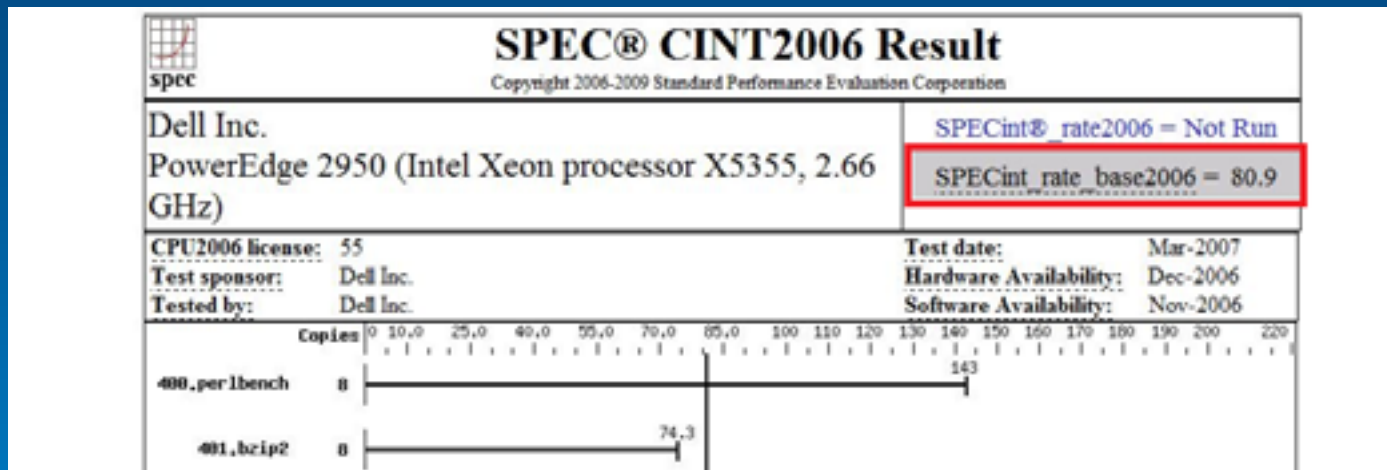 spec
SPEC® CINT2006 Result
Copyright 2006-2009 Standard Performance Evaluation Corporation
Dell Inc.
PowerEdge 2950 (Intel Xeon processor X5355, 2.66
GHz)
SPECint®_rate2006 = Not Run
SPECint_rate_base2006 = 80.9
CPU2006 license: 55
Test sponsor: Dell Inc.
Tested by: Dell Inc.
Test date: Mar-2007
Hardware Availability: Dec-2006
Software Availability: Nov-2006
Copies 0 10.0 25.0 40.0 55.0 70.0 85.0 100 110 120 130 140 150 160 170 180 190 200 220
400.perlbench 8 143
401.bzip2 8 74.3